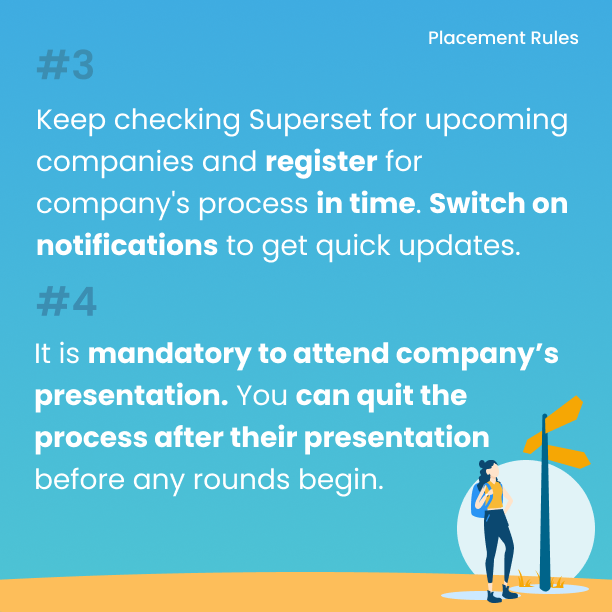 Placement Rules
#3
Keep checking Superset for upcoming
companies and register for
company's process in time. Switch on
notifications to get quick updates.
#4
It is mandatory to attend company’s
presentation. You can quit the
process after their presentation
before any rounds begin.